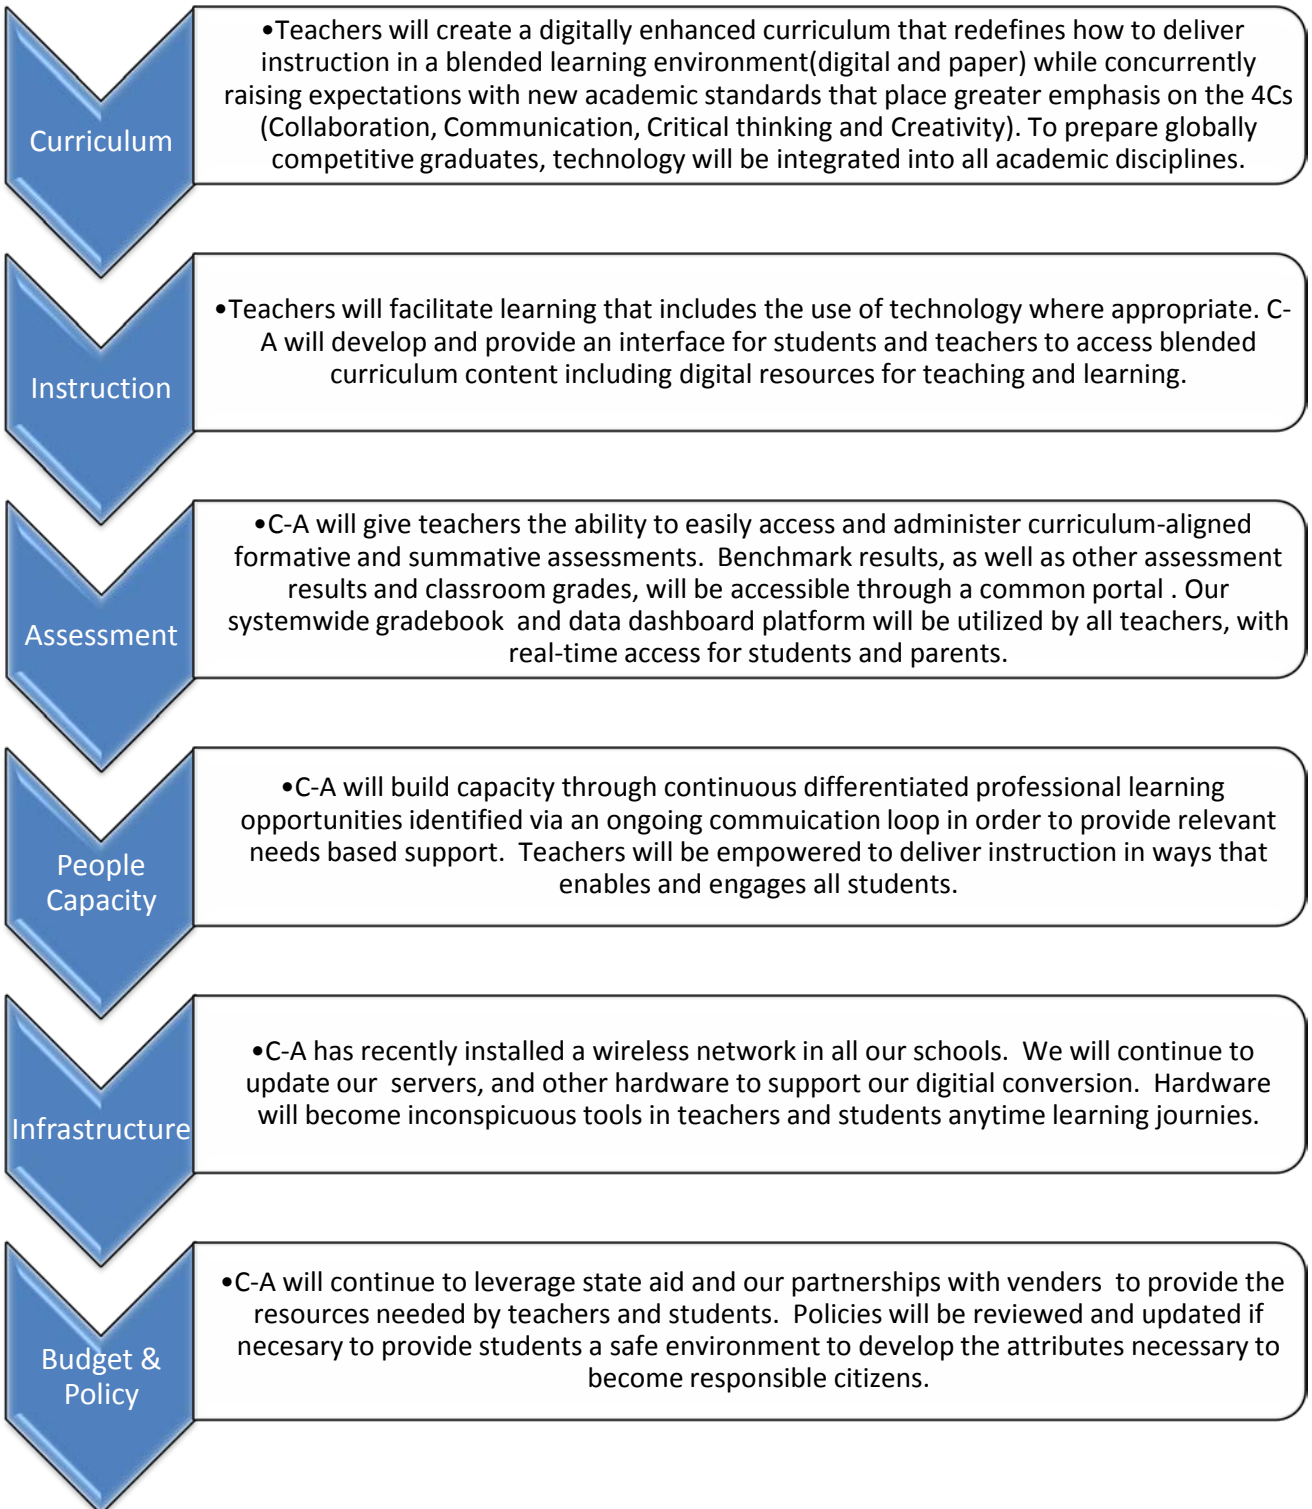 Curriculum
•Teachers will create a digitally enhanced curriculum that redefines how to deliver
instruction in a blended learning environment(digital and paper) while concurrently
raising expectations with new academic standards that place greater emphasis on the 4Cs
(Collaboration, Communication, Critical thinking and Creativity). To prepare globally
competitive graduates, technology will be integrated into all academic disciplines.
Instruction
•Teachers will facilitate learning that includes the use of technology where appropriate. C-
A will develop and provide an interface for students and teachers to access blended
curriculum content including digital resources for teaching and learning.
Assessment
•C-A will give teachers the ability to easily access and administer curriculum-aligned
formative and summative assessments.  Benchmark results, as well as other assessment
results and classroom grades, will be accessible through a common portal . Our
systemwide gradebook  and data dashboard platform will be utilized by all teachers, with
real-time access for students and parents.
People
Capacity
•C-A will build capacity through continuous differentiated professional learning
opportunities identified via an ongoing commuication loop in order to provide relevant
needs based support.  Teachers will be empowered to deliver instruction in ways that
enables and engages all students.
Infrastructure
•C-A has recently installed a wireless network in all our schools.  We will continue to
update our  servers, and other hardware to support our digitial conversion.  Hardware
will become inconspicuous tools in teachers and students anytime learning journies.
Budget &
Policy
•C-A will continue to leverage state aid and our partnerships with venders  to provide the
resources needed by teachers and students.  Policies will be reviewed and updated if
necesary to provide students a safe environment to develop the attributes necessary to
become responsible citizens.